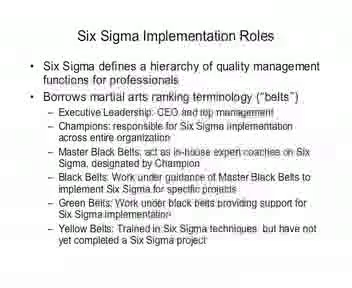 Six Sigma Implementation Roles
• Six Sigma defines a hierarchy of quality management
functions for professionals
• Borrows martial arts ranking terminology ("belts")
– Executive Leadership: CEO and top management
– Champions: responsible for Six Sigma implementation
across entire organization
– Master Black Belts: act as in-house expert coaches on Six
Sigma, designated by Champion
– Black Belts: Work under guidance of Master Black Belts to
implement Six Sigma for specific projects
– Green Belts: Work under black belts providing support for
Six Sigma implementation
– Yellow Belts: Trained in Six Sigma techniques but have not
yet completed a Six Sigma project